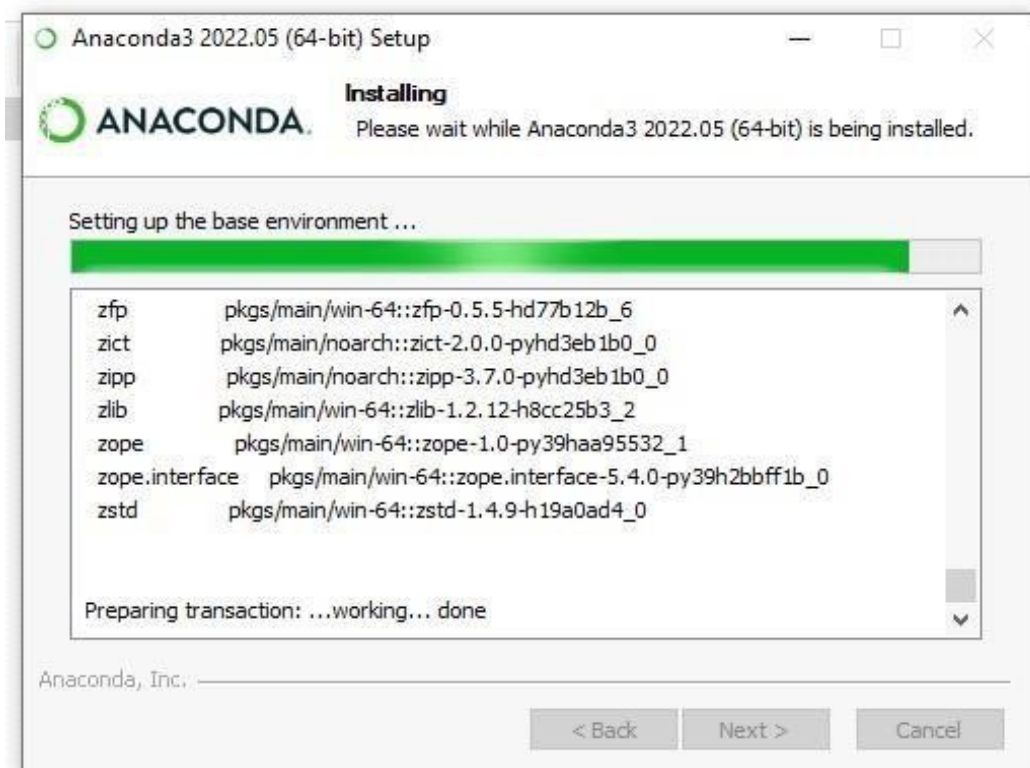 Anaconda3 2022.05 (64-bit) Setup
ANACONDA.
Installing
Please wait while Anaconda3 2022.05 (64-bit) is being installed.
Setting up the base environment ...
zfp pkgs/main/win-64::zfp-0.5.5-hd77b12b_6
zict pkgs/main/noarch::zict-2.0.0-pyhd3eb1b0_0
zipp pkgs/main/noarch::zipp-3.7.0-pyhd3eb1b0_0
zlib pkgs/main/win-64::zlib-1.2.12-h8cc25b3_2
zope pkgs/main/win-64::zope-1.0-py39haa95532_1
zope.interface pkgs/main/win-64::zope.interface-5.4.0-py39h2bbff1b_0
zstd pkgs/main/win-64::zstd-1.4.9-h19a0ad4_0
Preparing transaction: ...working... done
Anaconda, Inc.
< Back Next > Cancel